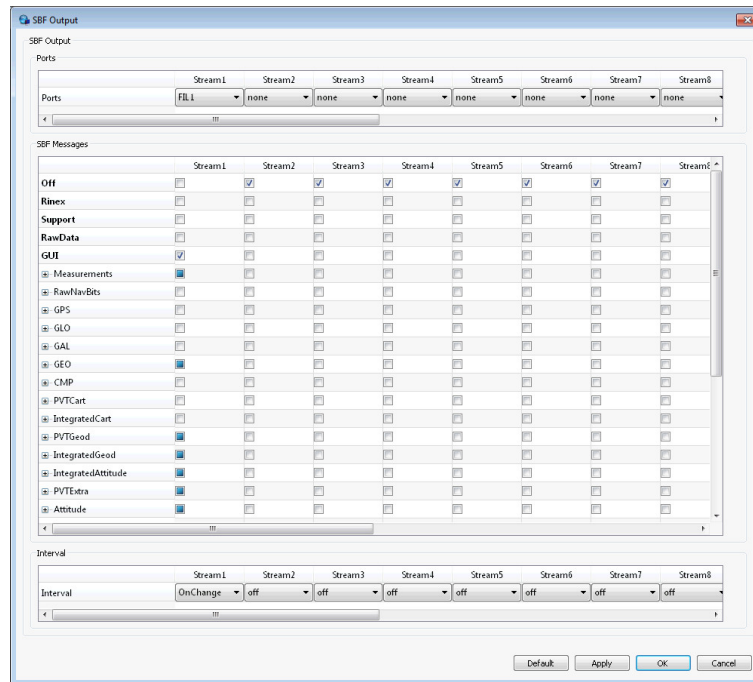 SBF Output
SBF Output
Ports
Stream1 Stream2 Stream3 Stream4 Stream5 Stream6 Stream7 Stream8
Ports FIL1 none none none none none none none
SBF Messages
Stream1 Stream2 Stream3 Stream4 Stream5 Stream6 Stream7 Stream8
Off
Rinex
Support
RawData
GUI
Measurements
RawNavBits
GPS
GLO
GAL
GEO
CMP
PVTCart
IntegratedCart
PVTGeod
IntegratedGeod
IntegratedAttitude
PVTExtra
Attitude
Interval
Stream1 Stream2 Stream3 Stream4 Stream5 Stream6 Stream7 Stream8
Interval OnChange off off off off off off off
Default Apply OK Cancel